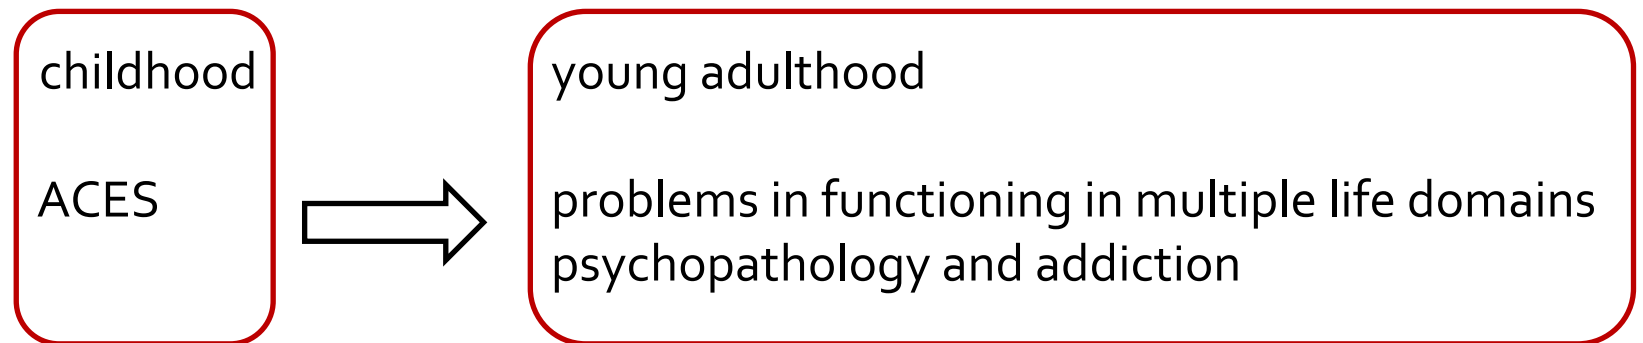 childhood
ACES
young adulthood
problems in functioning in multiple life domains
psychopathology and addiction